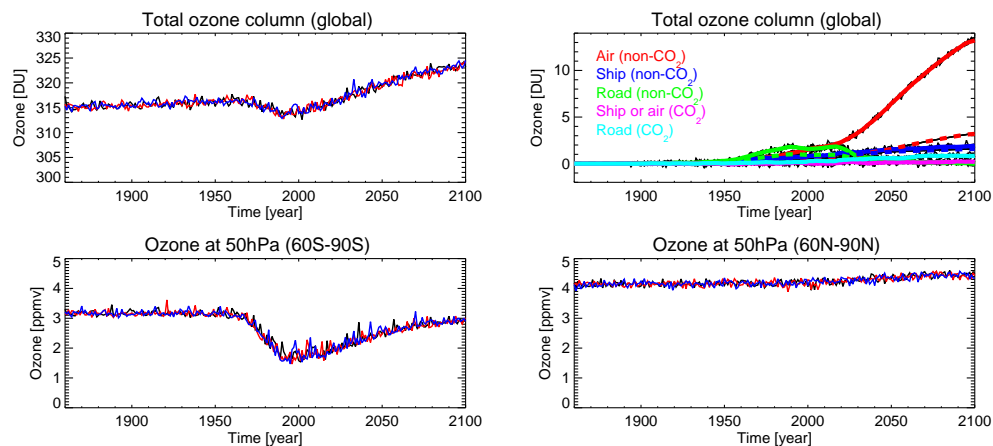 Total ozone column (global)
Ozone [DU]
330
325
320
315
310
305
300
1900 1950 2000 2050 2100
Time [year]
Total ozone column (global)
Ozone [DU]
10
5
0
Air (non-CO₂)
Ship (non-CO₂)
Road (non-CO₂)
Ship or air (CO₂)
Road (CO₂)
1900 1950 2000 2050 2100
Time [year]
Ozone at 50hPa (60S-90S)
Ozone [ppmv]
5
4
3
2
1
0
1900 1950 2000 2050 2100
Time [year]
Ozone at 50hPa (60N-90N)
Ozone [ppmv]
5
4
3
2
1
0
1900 1950 2000 2050 2100
Time [year]